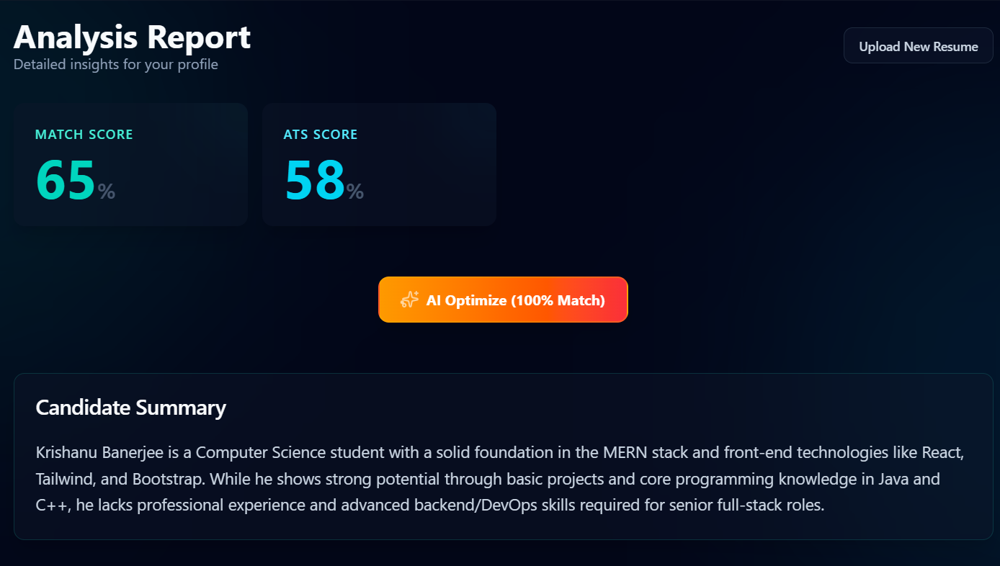 Analysis Report
Detailed insights for your profile
Upload New Resume
MATCH SCORE
65%
ATS SCORE
58%
AI Optimize (100% Match)
Candidate Summary
Krishanu Banerjee is a Computer Science student with a solid foundation in the MERN stack and front-end technologies like React,
Tailwind, and Bootstrap. While he shows strong potential through basic projects and core programming knowledge in Java and
C++, he lacks professional experience and advanced backend/DevOps skills required for senior full-stack roles.